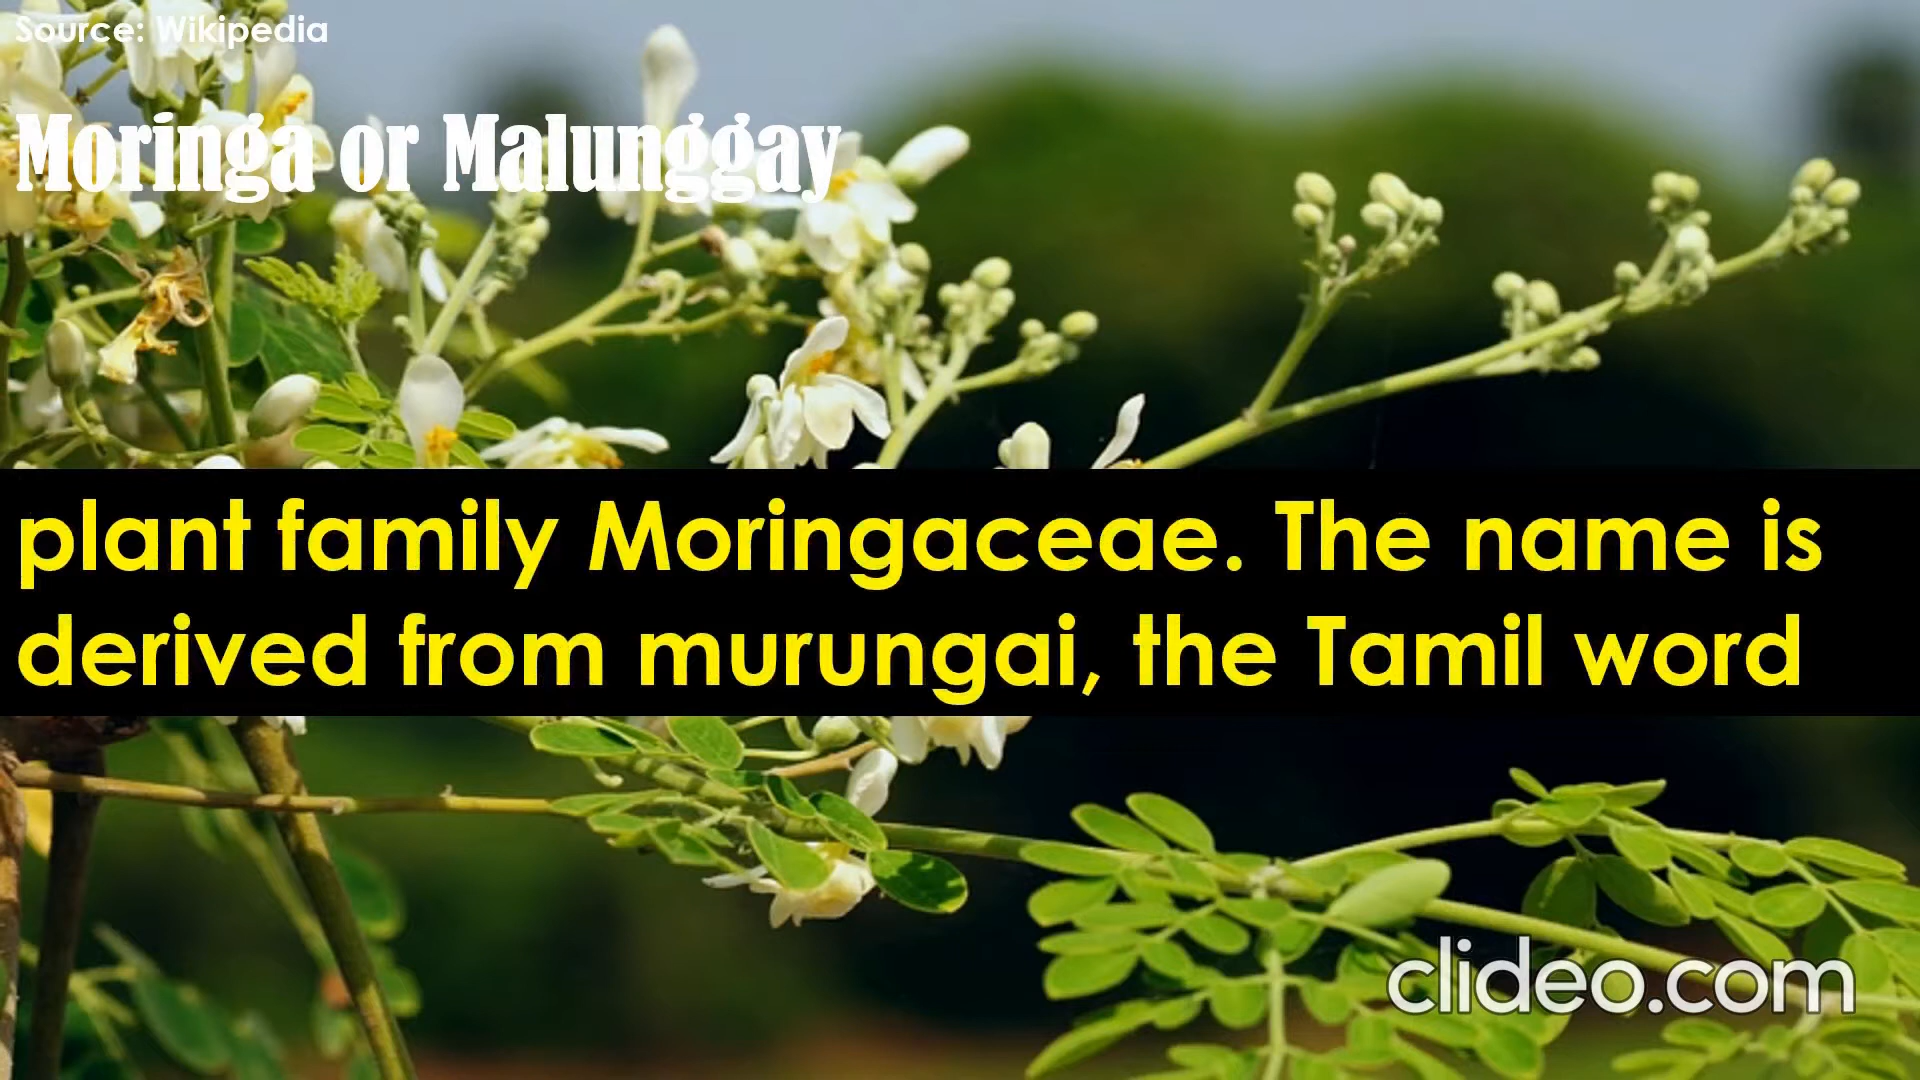 Source: Wikipedia
Moringa or Malunggay
plant family Moringaceae. The name is
derived from murungai, the Tamil word
clideo.com